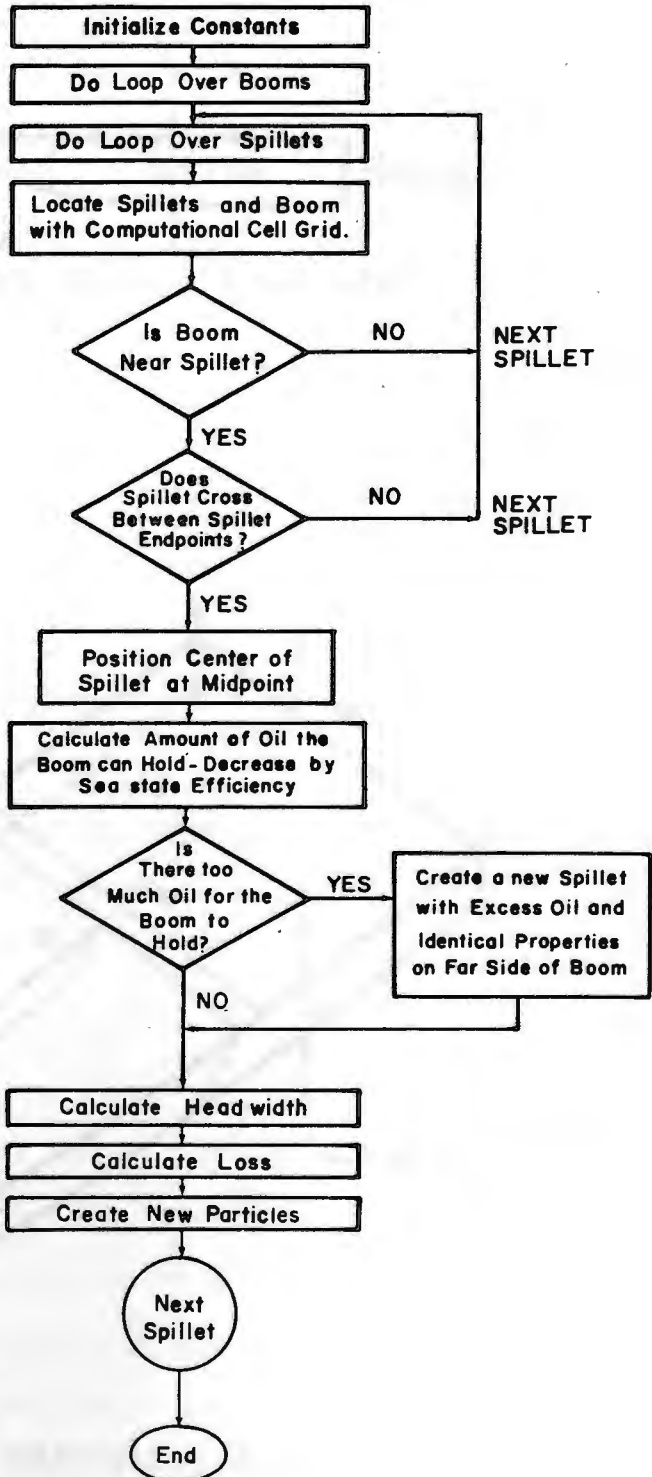 Initialize Constants
Do Loop Over Booms
Do Loop Over Spillets
Locate Spillets and Boom
with Computational Cell Grid.
Is Boom
Near Spillet?
NO
NEXT
SPILLET
YES
Does
Spillet Cross
Between Spillet
Endpoints?
NO
NEXT
SPILLET
YES
Position Center of
Spillet at Midpoint
Calculate Amount of Oil the
Boom can Hold - Decrease by
Sea state Efficiency
Is
There too
Much Oil for the
Boom to
Hold?
YES
Create a new Spillet
with Excess Oil and
Identical Properties
on Far Side of Boom
NO
Calculate Headwidth
Calculate Loss
Create New Particles
Next
Spillet
End